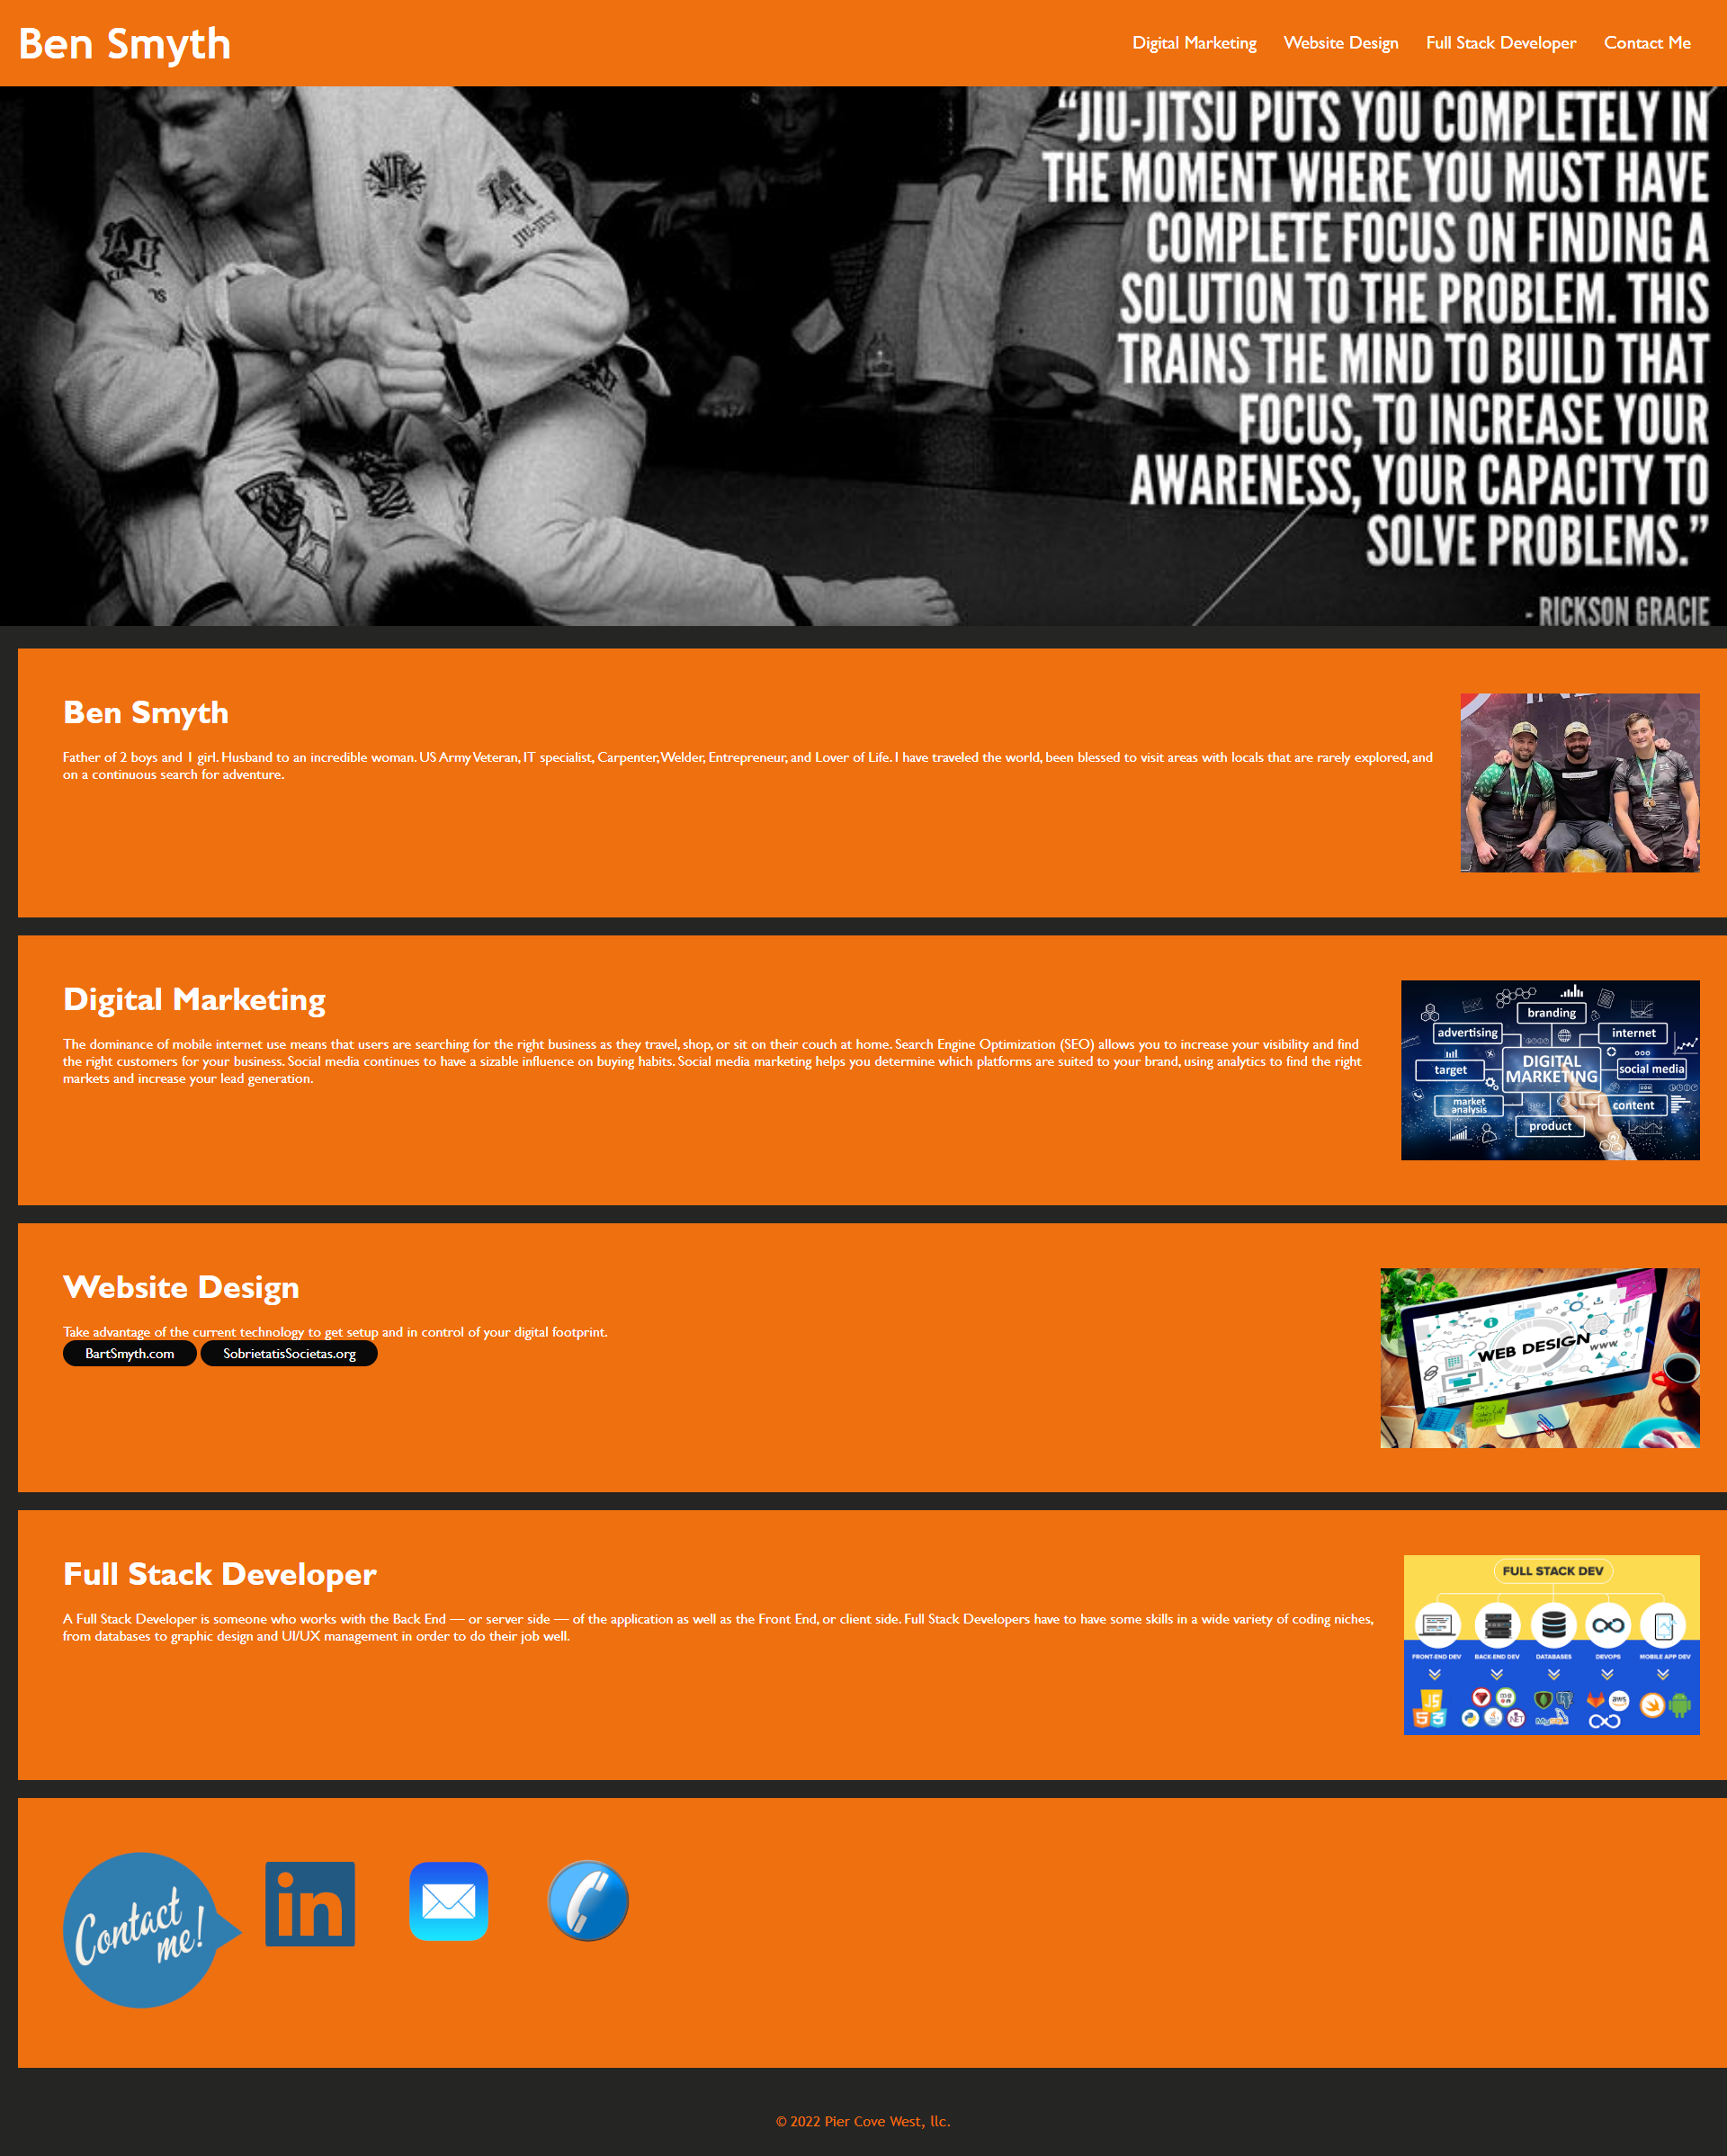 Ben Smyth
Digital Marketing Website Design Full Stack Developer Contact Me
“JIU-JITSU PUTS YOU COMPLETELY IN
THE MOMENT WHERE YOU MUST HAVE
COMPLETE FOCUS ON FINDING A
SOLUTION TO THE PROBLEM. THIS
TRAINS THE MIND TO BUILD THAT
FOCUS, TO INCREASE YOUR
AWARENESS, YOUR CAPACITY TO
SOLVE PROBLEMS.”
- RICKSON GRACIE
JIU-JITSU
Ben Smyth
Father of 2 boys and 1 girl. Husband to an incredible woman. US Army Veteran, IT specialist, Carpenter, Welder, Entrepreneur, and Lover of Life. I have traveled the world, been blessed to visit areas with locals that are rarely explored, and
on a continuous search for adventure.
Digital Marketing
The dominance of mobile internet use means that users are searching for the right business as they travel, shop, or sit on their couch at home. Search Engine Optimization (SEO) allows you to increase your visibility and find
the right customers for your business. Social media continues to have a sizable influence on buying habits. Social media marketing helps you determine which platforms are suited to your brand, using analytics to find the right
markets and increase your lead generation.
branding
advertising
internet
target
DIGITAL
MARKETING
social media
market
analysis
content
product
Website Design
Take advantage of the current technology to get setup and in control of your digital footprint.
BartSmyth.com SobrietatisSocietas.org
WEB DESIGN
WWW.
Full Stack Developer
A Full Stack Developer is someone who works with the Back End — or server side — of the application as well as the Front End, or client side. Full Stack Developers have to have some skills in a wide variety of coding niches,
from databases to graphic design and UI/UX management in order to do their job well.
FULL STACK DEV
FRONT-END DEV BACK-END DEV DATABASES DEVOPS MOBILE APP DEV
JS
5 3
MySQL
aws
.NET
Contact
me!
in
© 2022 Pier Cove West, llc.